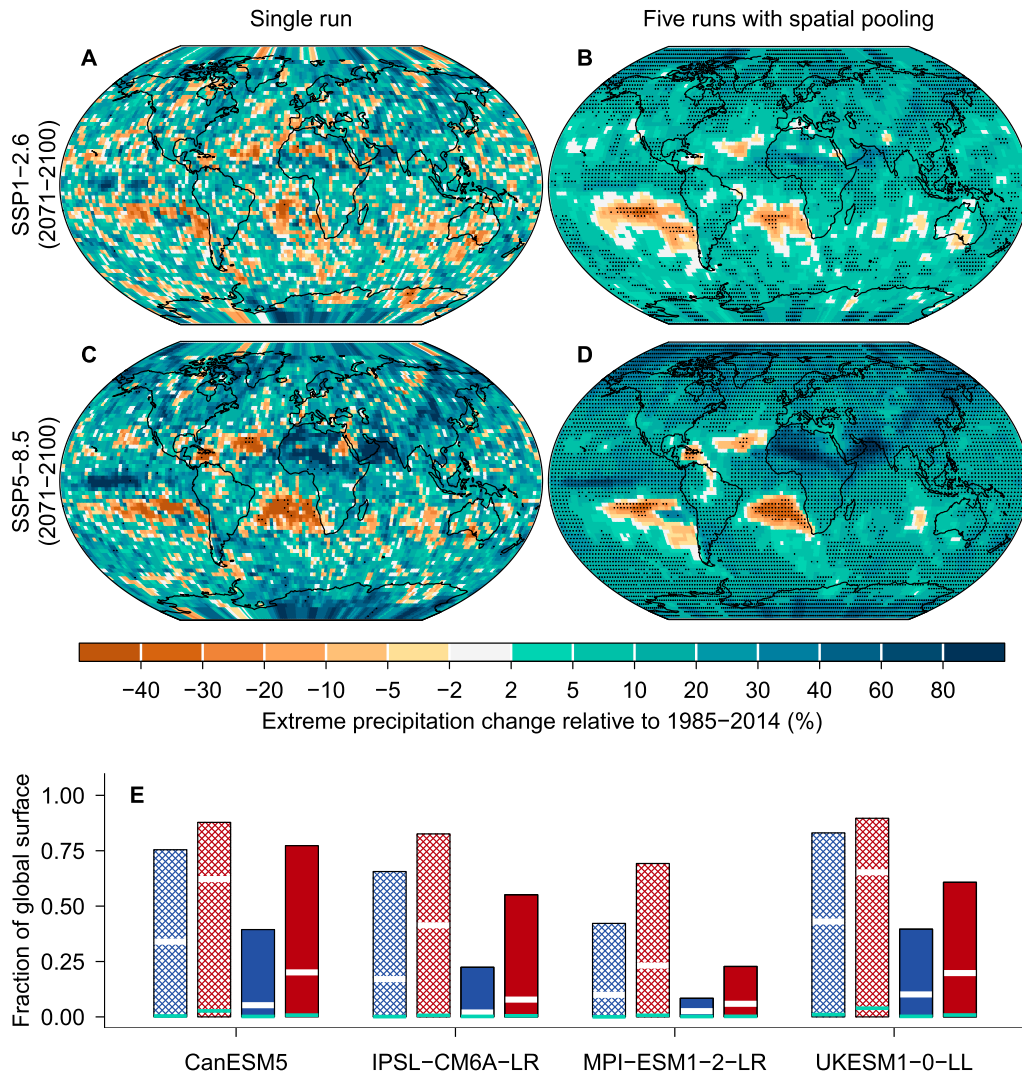 Single run
Five runs with spatial pooling
A
B
SSP1−2.6
(2071−2100)
C
D
SSP5−8.5
(2071−2100)
−40 −30 −20 −10 −5 −2 2 5 10 20 30 40 60 80
Extreme precipitation change relative to 1985−2014 (%)
E
Fraction of global surface
1.00
0.75
0.50
0.25
0.00
CanESM5 IPSL−CM6A−LR MPI−ESM1−2−LR UKESM1−0−LL